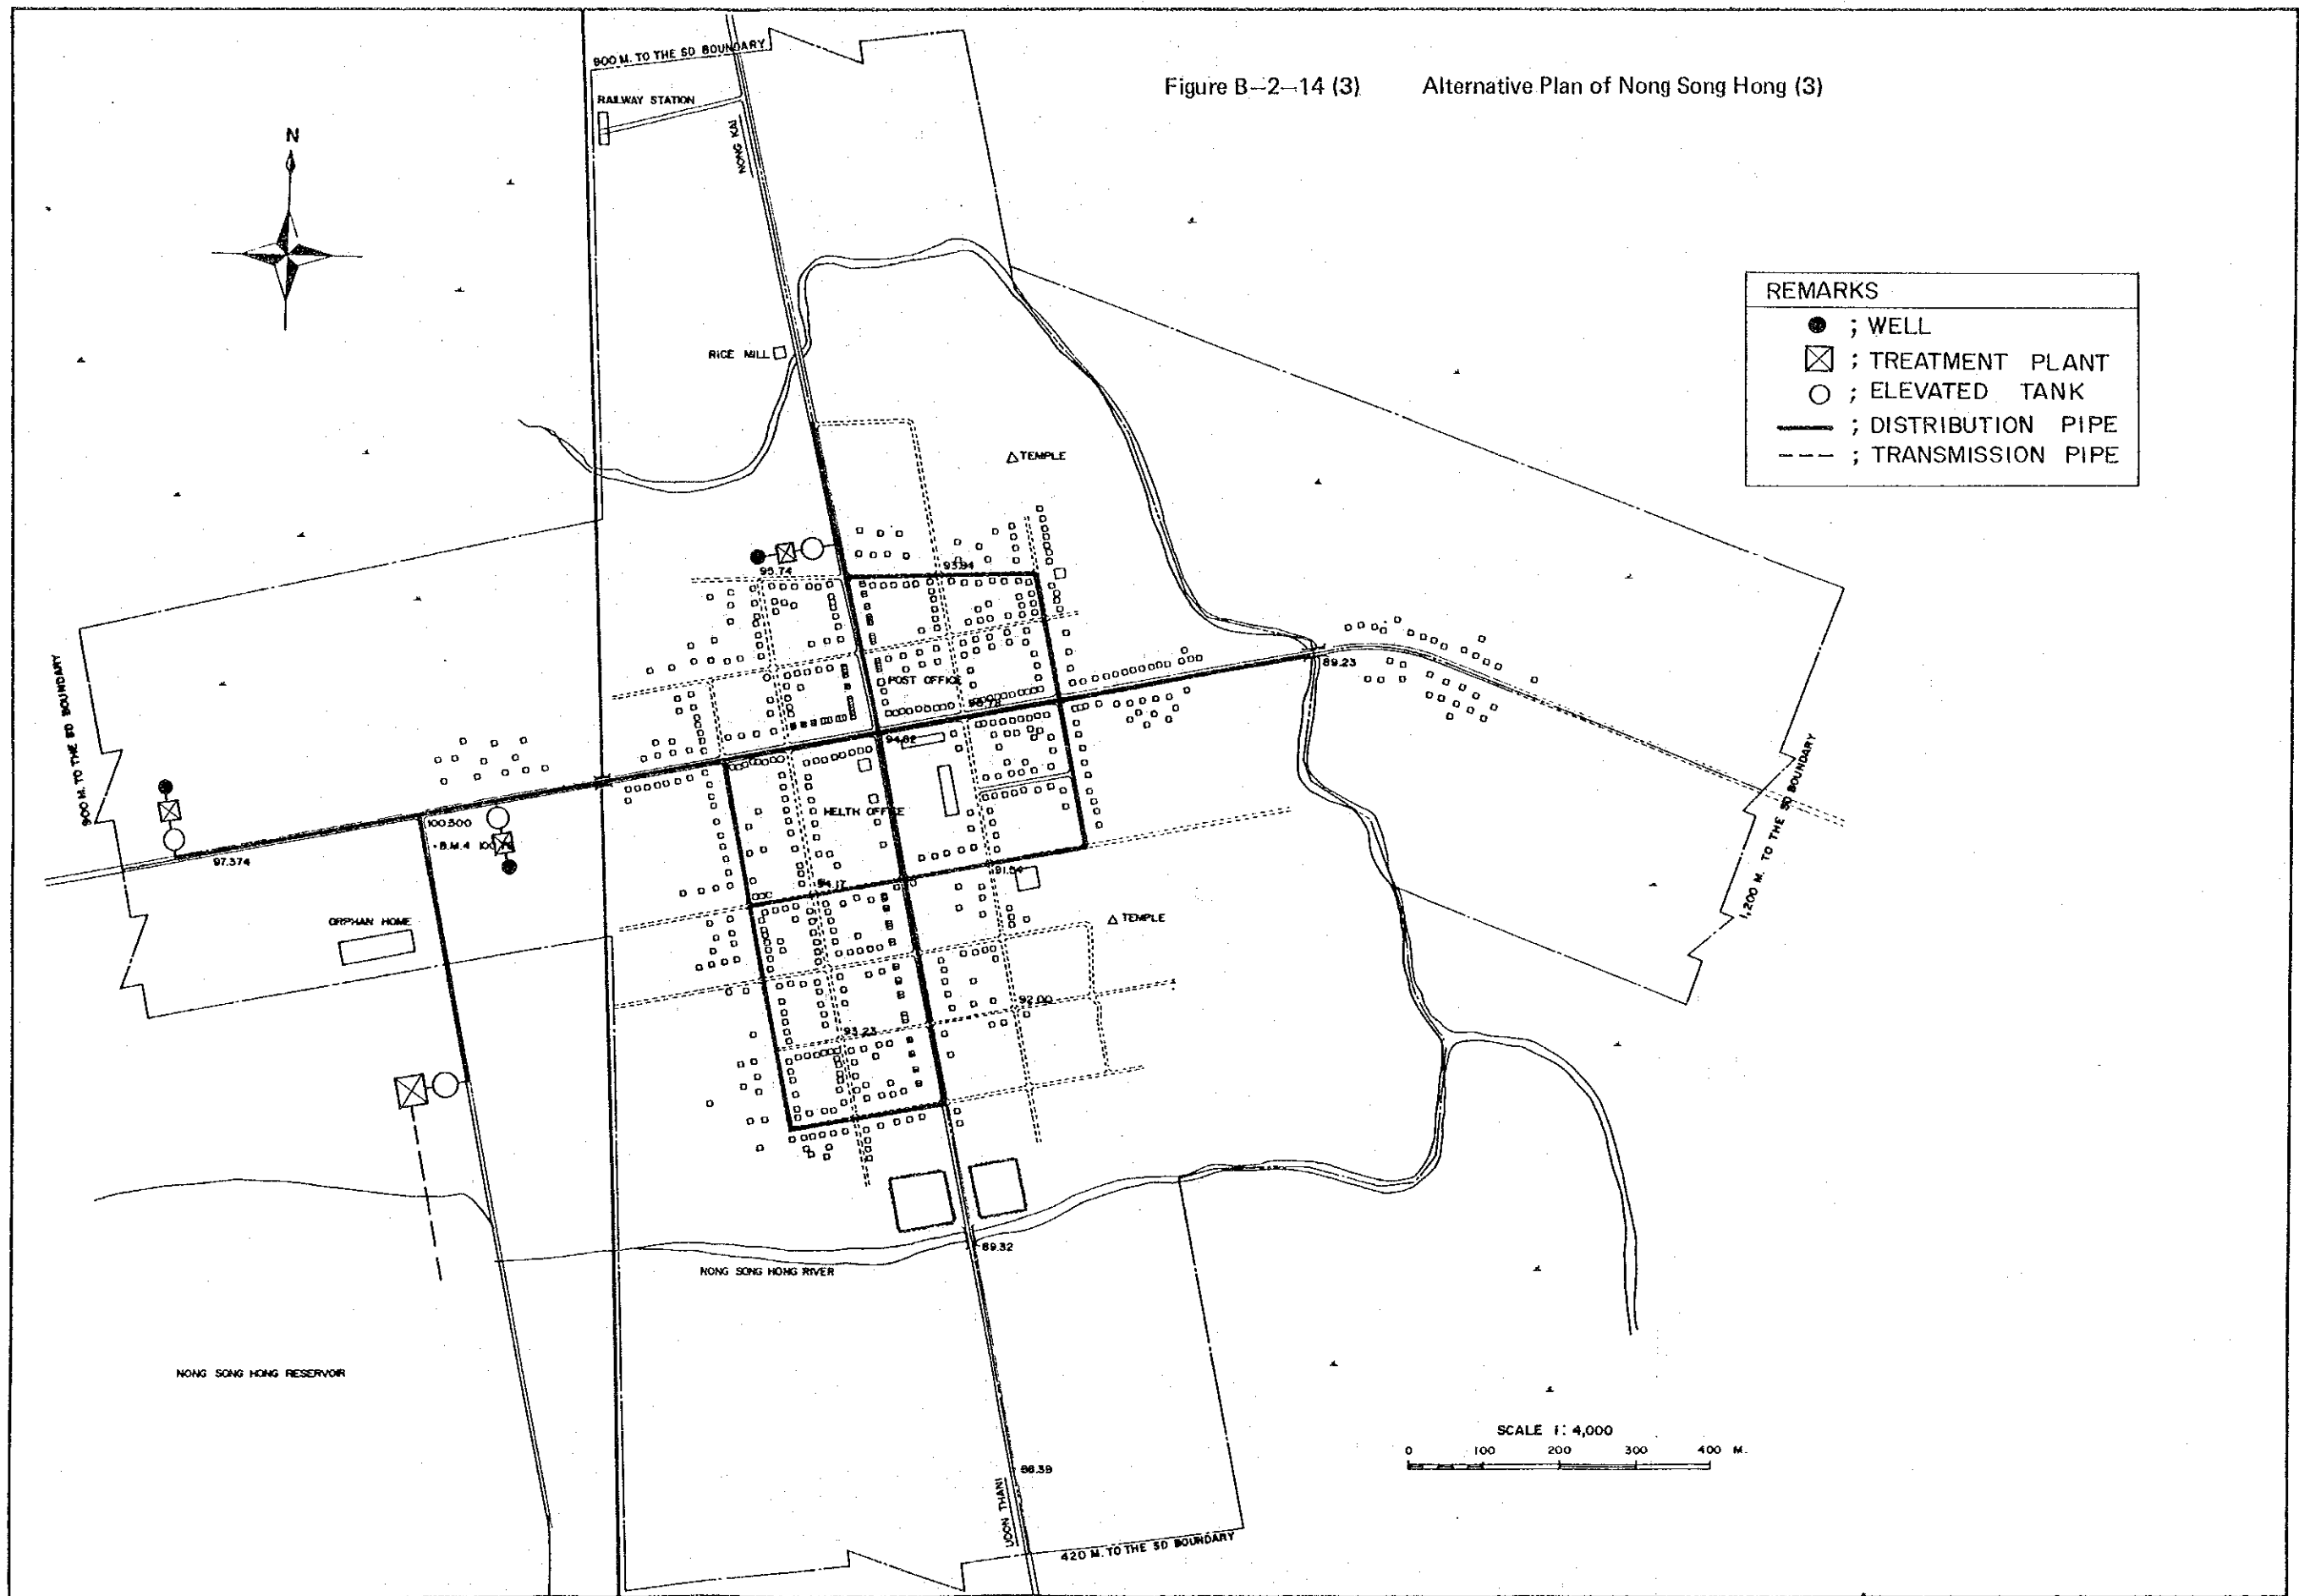 Figure B-2-14 (3) Alternative Plan of Nong Song Hong (3)
900 M. TO THE SD BOUNDARY
RAILWAY STATION
N
NONG KAI
REMARKS
; WELL
; TREATMENT PLANT
; ELEVATED TANK
; DISTRIBUTION PIPE
; TRANSMISSION PIPE
RICE MILL
TEMPLE
95.74
93.94
89.23
POST OFFICE
94.62
900 M. TO THE SD BOUNDARY
1,200 M. TO THE SD BOUNDARY
HELTH OFFICE
100.300
B.M.4
97.374
94.17
91.54
ORPHAN HOME
TEMPLE
92.00
93.23
89.32
NONG SONG HONG RIVER
NONG SONG HONG RESERVOIR
SCALE 1: 4,000
0 100 200 300 400 M.
88.39
UDON THANI
420 M. TO THE SD BOUNDARY